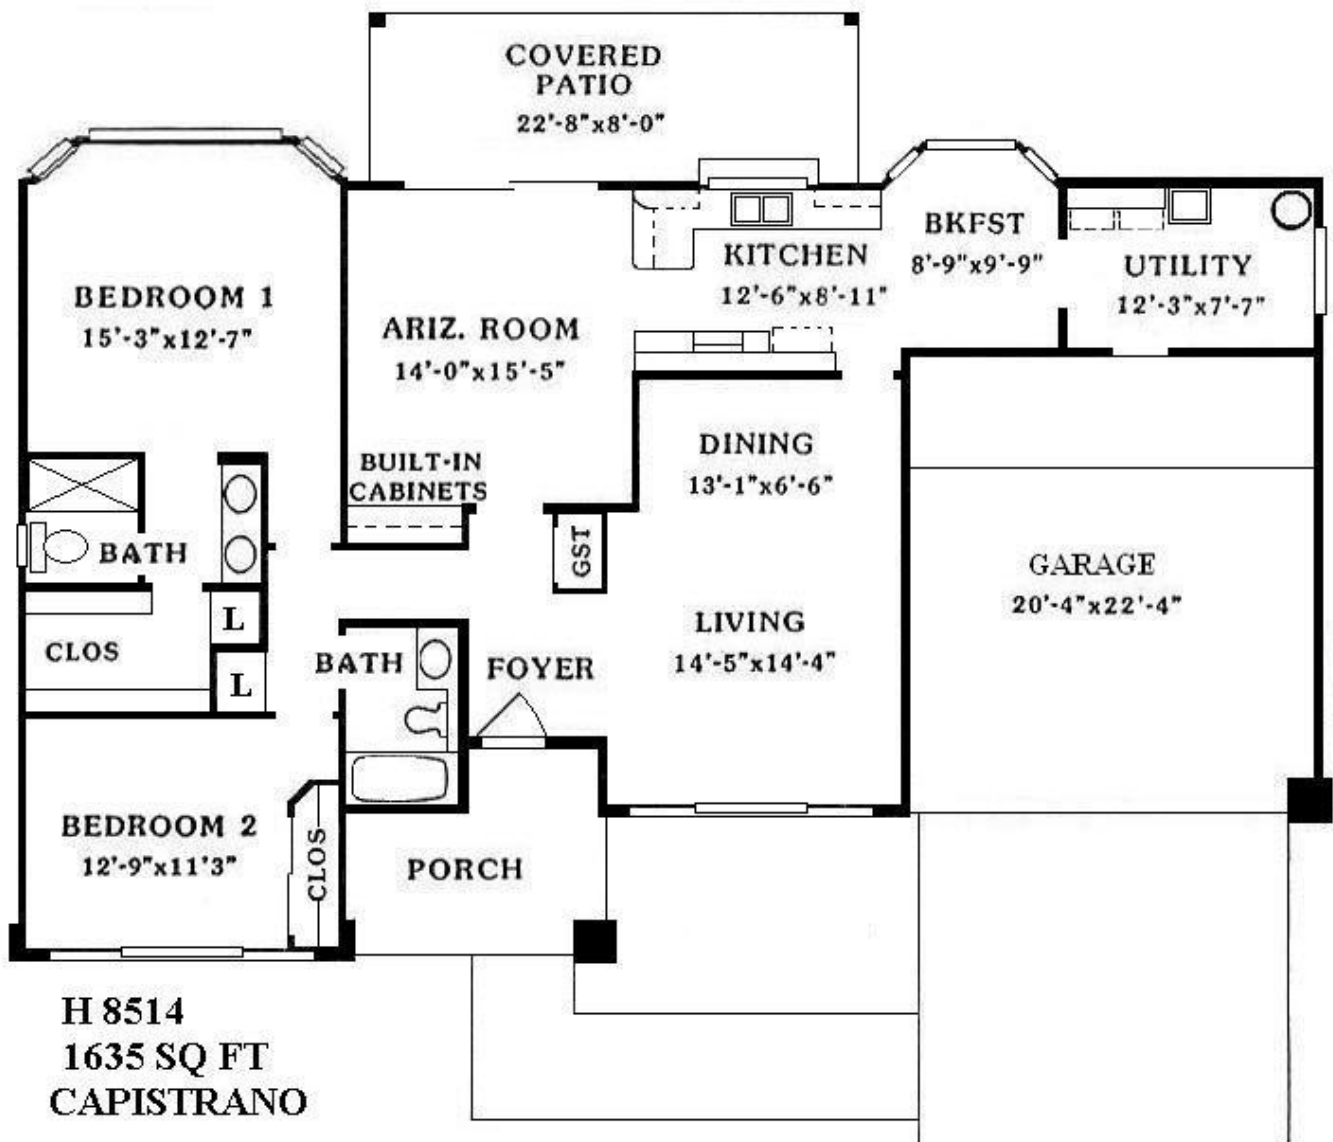 COVERED
PATIO
22'-8"x8'-0"
BEDROOM 1
15'-3"x12'-7"
ARIZ. ROOM
14'-0"x15'-5"
KITCHEN
12'-6"x8'-11"
BKFST
8'-9"x9'-9"
UTILITY
12'-3"x7'-7"
BUILT-IN
CABINETS
DINING
13'-1"x6'-6"
BATH
GST
GARAGE
20'-4"x22'-4"
L
CLOS
L
BATH
FOYER
LIVING
14'-5"x14'-4"
BEDROOM 2
12'-9"x11'3"
CLOS
PORCH
H 8514
1635 SQ FT
CAPISTRANO